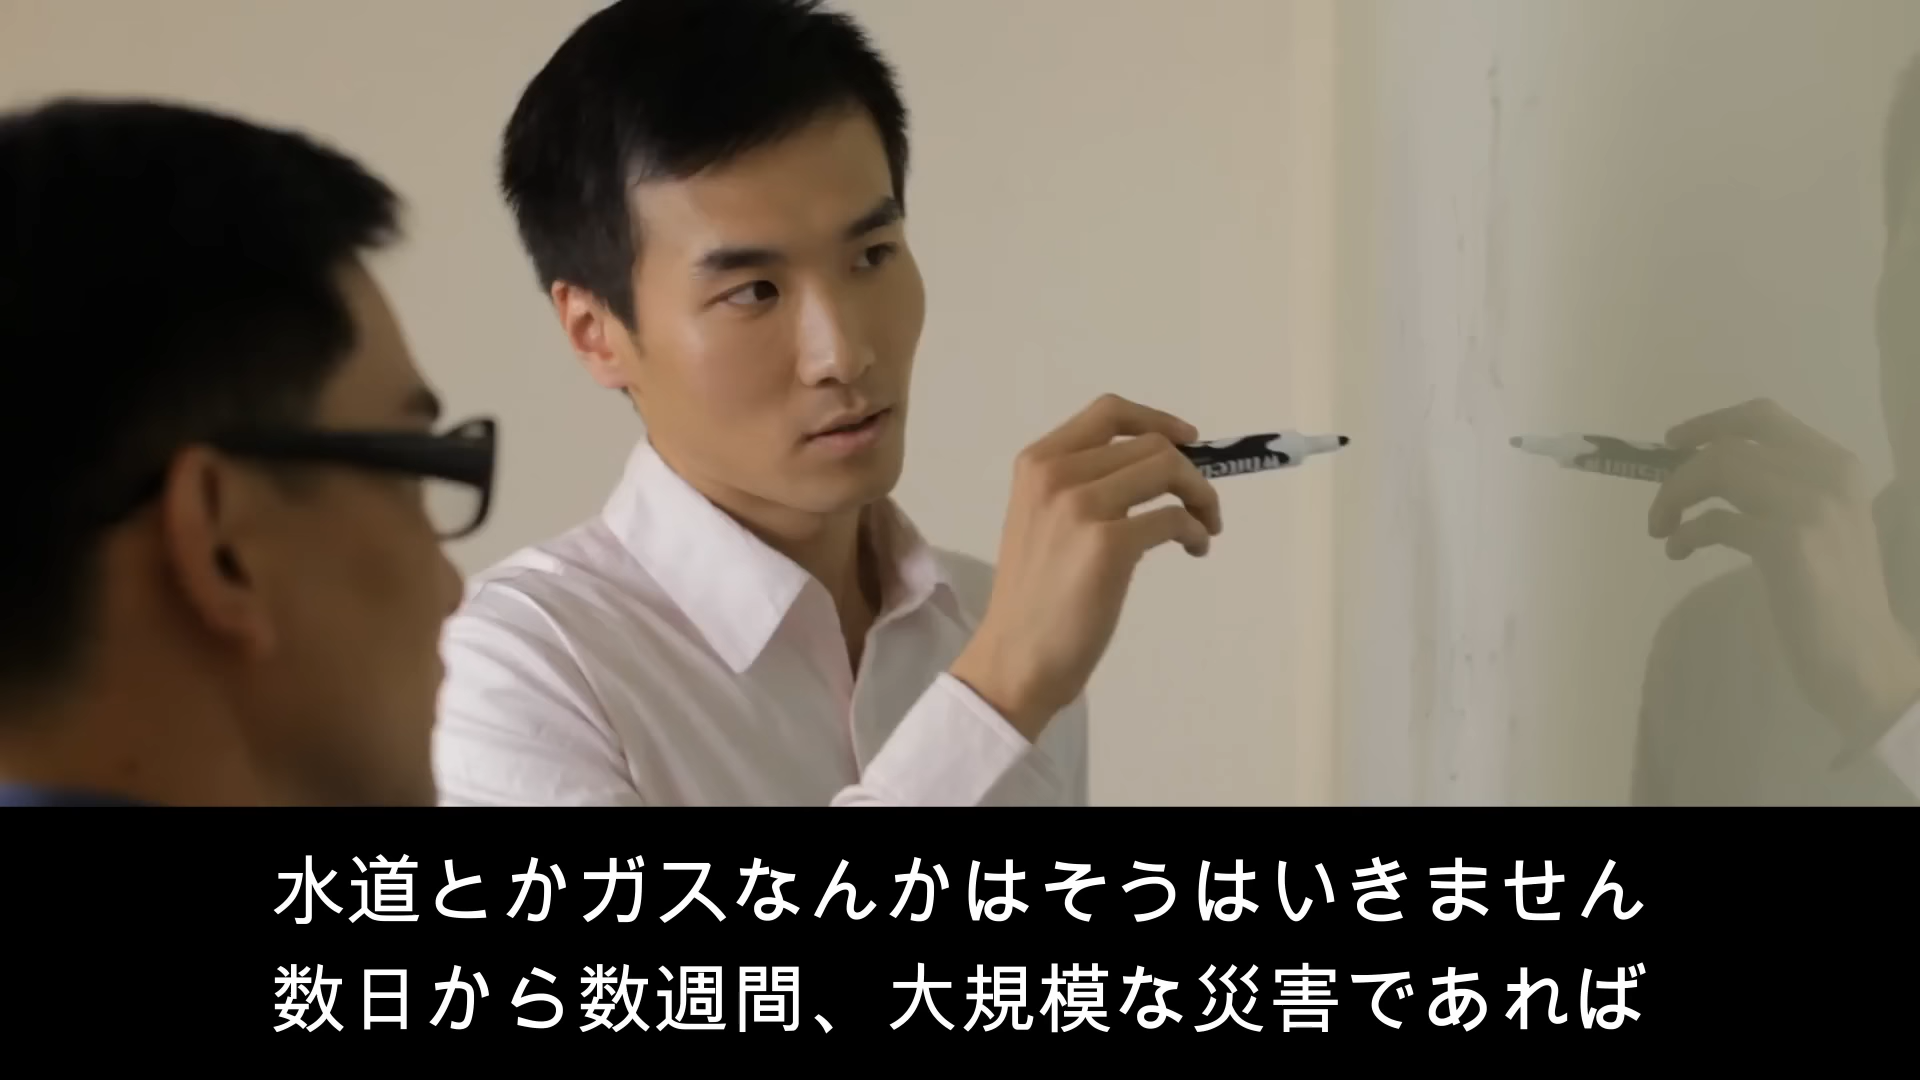 水道とかガスなんかはそうはいきません
数日から数週間、大規模な災害であれば